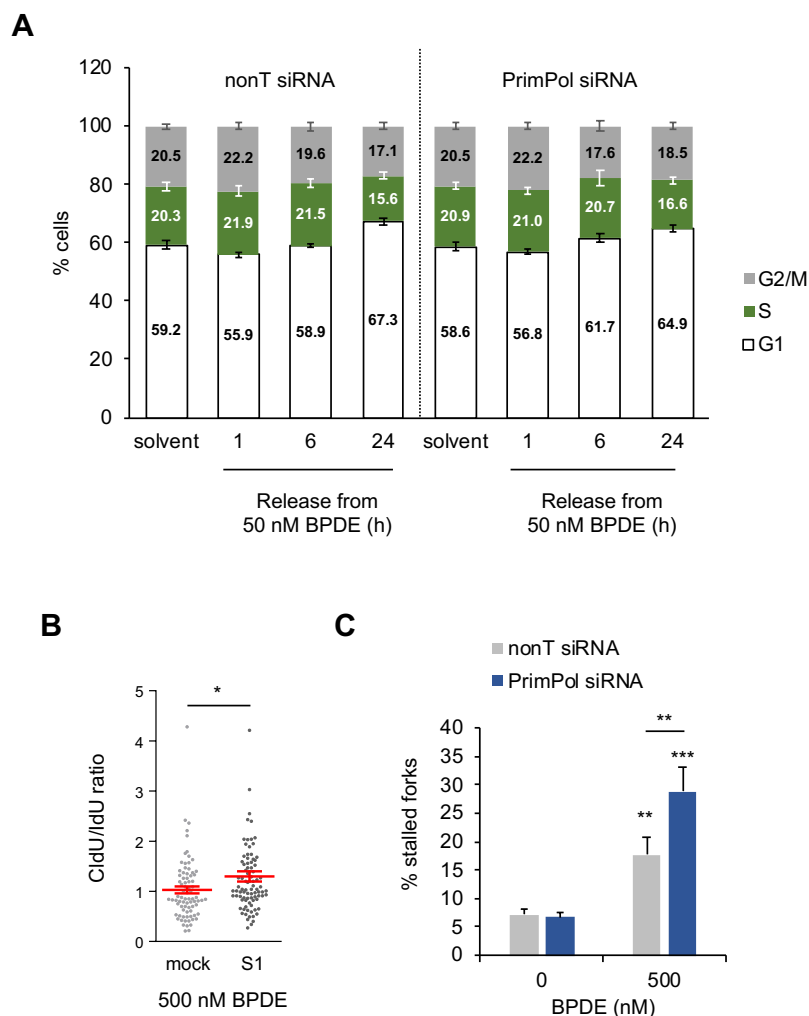 A
120
100
80
60
40
20
0
% cells
nonT siRNA
PrimPol siRNA
20.5
22.2
19.6
17.1
20.5
22.2
17.6
18.5
20.3
21.9
21.5
15.6
20.9
21.0
20.7
16.6
59.2
55.9
58.9
67.3
58.6
56.8
61.7
64.9
G2/M
S
G1
solvent
1
6
24
solvent
1
6
24
Release from
50 nM BPDE (h)
Release from
50 nM BPDE (h)
B
*
5
4
3
2
1
0
CldU/IdU ratio
mock
S1
500 nM BPDE
C
nonT siRNA
PrimPol siRNA
40
35
30
25
20
15
10
5
0
% stalled forks
**
**
***
0
500
BPDE (nM)